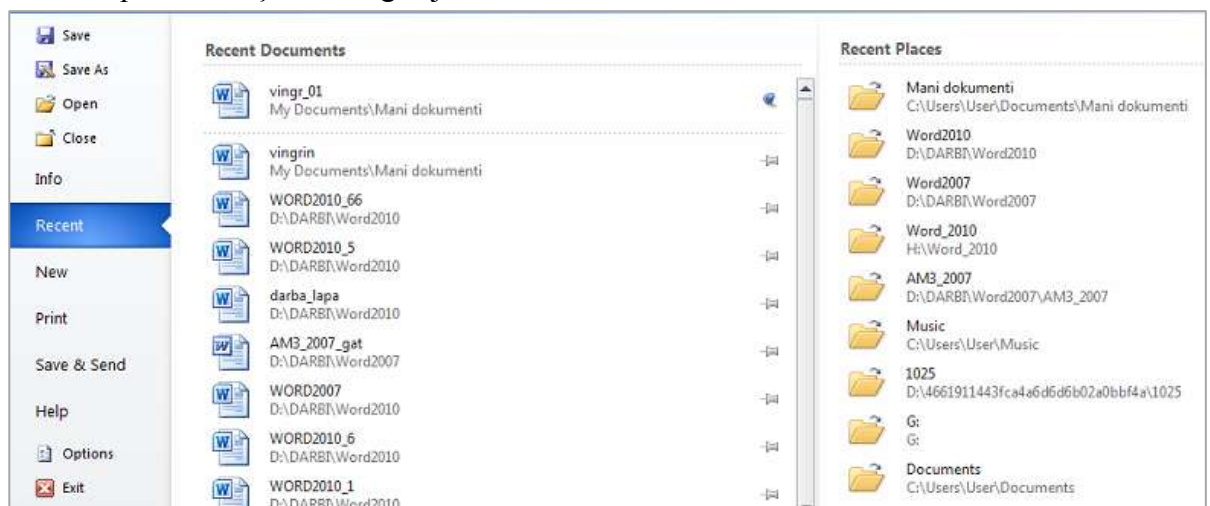 Save
Save As
Open
Close
Info
Recent
New
Print
Save & Send
Help
Options
Exit
Recent Documents
vingr_01
My Documents\Mani dokumenti
vingrin
My Documents\Mani dokumenti
WORD2010_66
D:\DARBI\Word2010
WORD2010_5
D:\DARBI\Word2010
darba_lapa
D:\DARBI\Word2010
AM3_2007_gat
D:\DARBI\Word2007
WORD2007
D:\DARBI\Word2010
WORD2010_6
D:\DARBI\Word2010
WORD2010_1
D:\DARBI\Word2010
Recent Places
Mani dokumenti
C:\Users\User\Documents\Mani dokumenti
Word2010
D:\DARBI\Word2010
Word2007
D:\DARBI\Word2007
Word_2010
H:\Word_2010
AM3_2007
D:\DARBI\Word2007\AM3_2007
Music
C:\Users\User\Music
1025
D:\4661911443fca4a6d6d6b02a0bbf4a\1025
G:
G:
Documents
C:\Users\User\Documents